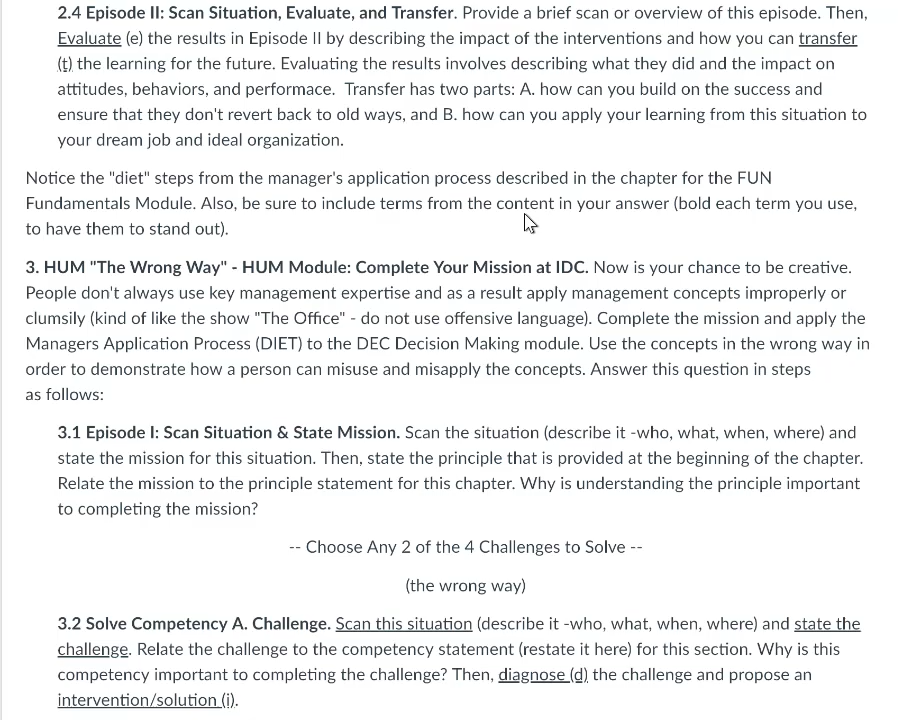 2.4 Episode II: Scan Situation, Evaluate, and Transfer. Provide a brief scan or overview of this episode. Then,
Evaluate (e) the results in Episode II by describing the impact of the interventions and how you can transfer
(t) the learning for the future. Evaluating the results involves describing what they did and the impact on
attitudes, behaviors, and performace.  Transfer has two parts: A. how can you build on the success and
ensure that they don't revert back to old ways, and B. how can you apply your learning from this situation to
your dream job and ideal organization.
Notice the "diet" steps from the manager's application process described in the chapter for the FUN
Fundamentals Module. Also, be sure to include terms from the content in your answer (bold each term you use,
to have them to stand out).
3. HUM "The Wrong Way" - HUM Module: Complete Your Mission at IDC. Now is your chance to be creative.
People don't always use key management expertise and as a result apply management concepts improperly or
clumsily (kind of like the show "The Office" - do not use offensive language). Complete the mission and apply the
Managers Application Process (DIET) to the DEC Decision Making module. Use the concepts in the wrong way in
order to demonstrate how a person can misuse and misapply the concepts. Answer this question in steps
as follows:
3.1 Episode I: Scan Situation & State Mission. Scan the situation (describe it -who, what, when, where) and
state the mission for this situation. Then, state the principle that is provided at the beginning of the chapter.
Relate the mission to the principle statement for this chapter. Why is understanding the principle important
to completing the mission?
-- Choose Any 2 of the 4 Challenges to Solve --
(the wrong way)
3.2 Solve Competency A. Challenge. Scan this situation (describe it -who, what, when, where) and state the
challenge. Relate the challenge to the competency statement (restate it here) for this section. Why is this
competency important to completing the challenge? Then, diagnose (d) the challenge and propose an
intervention/solution (i).